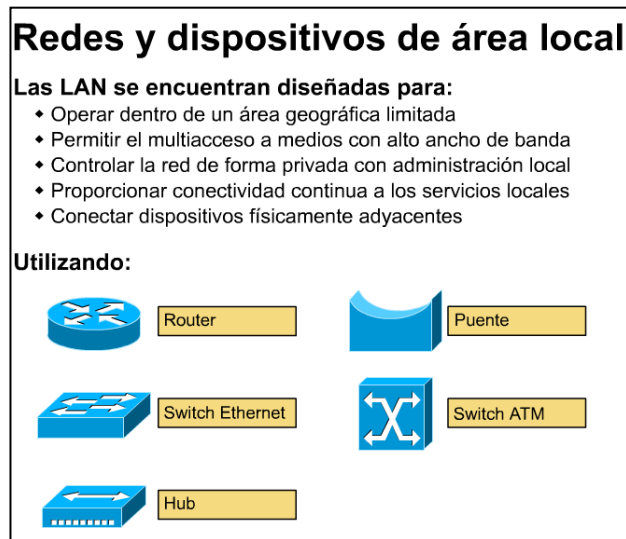 Redes y dispositivos de área local
Las LAN se encuentran diseñadas para:
◆ Operar dentro de un área geográfica limitada
◆ Permitir el multiacceso a medios con alto ancho de banda
◆ Controlar la red de forma privada con administración local
◆ Proporcionar conectividad continua a los servicios locales
◆ Conectar dispositivos físicamente adyacentes
Utilizando:
Router
Puente
Switch Ethernet
Switch ATM
Hub